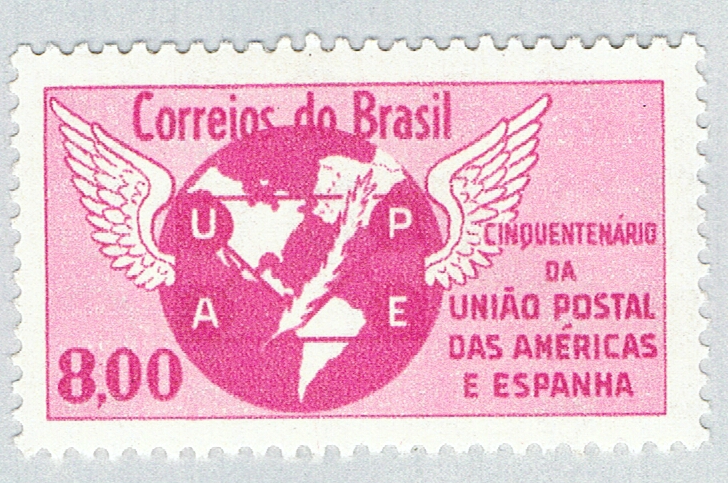 Correios do Brasil
U P
A E
8,00
CINQUENTENÁRIO
DA
UNIÃO POSTAL
DAS AMÉRICAS
E ESPANHA